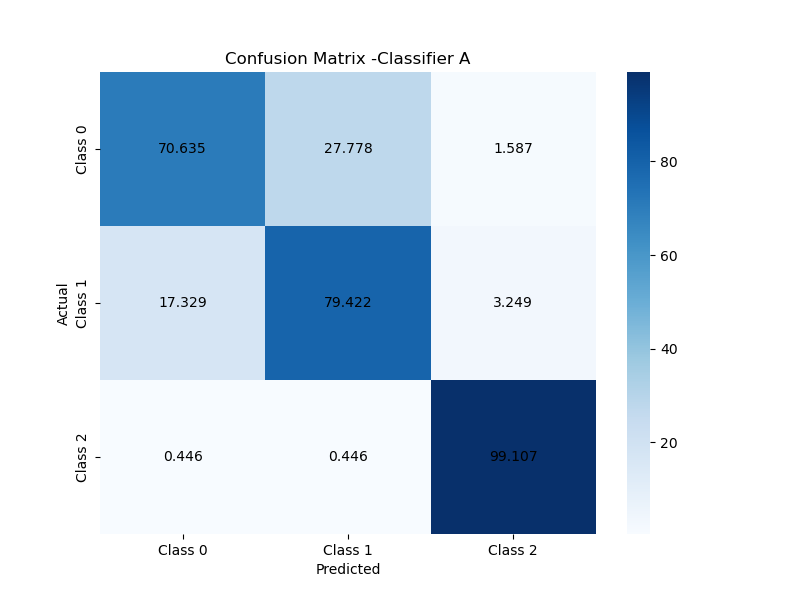 Confusion Matrix -Classifier A
Class 0
70.635
27.778
1.587
80
60
Actual
Class 1
17.329
79.422
3.249
40
20
Class 2
0.446
0.446
99.107
Class 0
Class 1
Class 2
Predicted